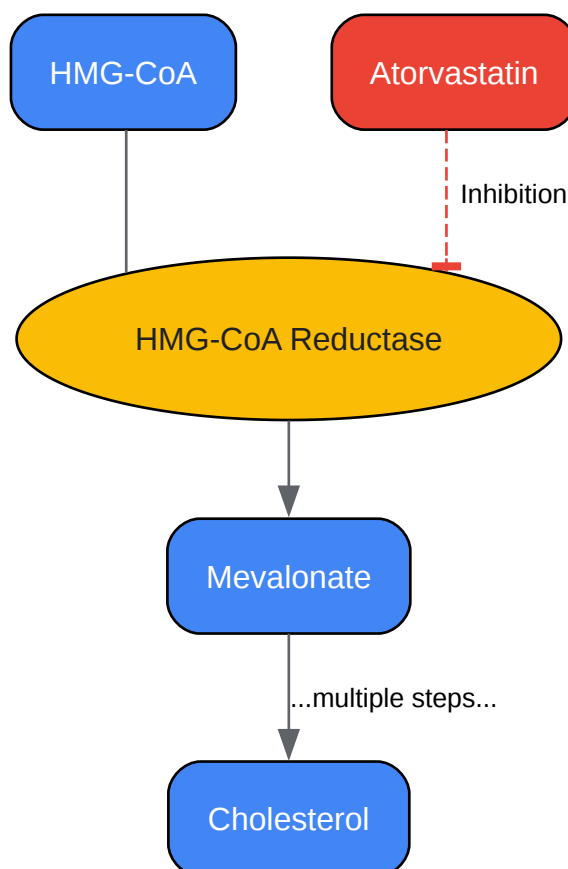 HMG-CoA
Atorvastatin
Inhibition
HMG-CoA Reductase
Mevalonate
...multiple steps...
Cholesterol